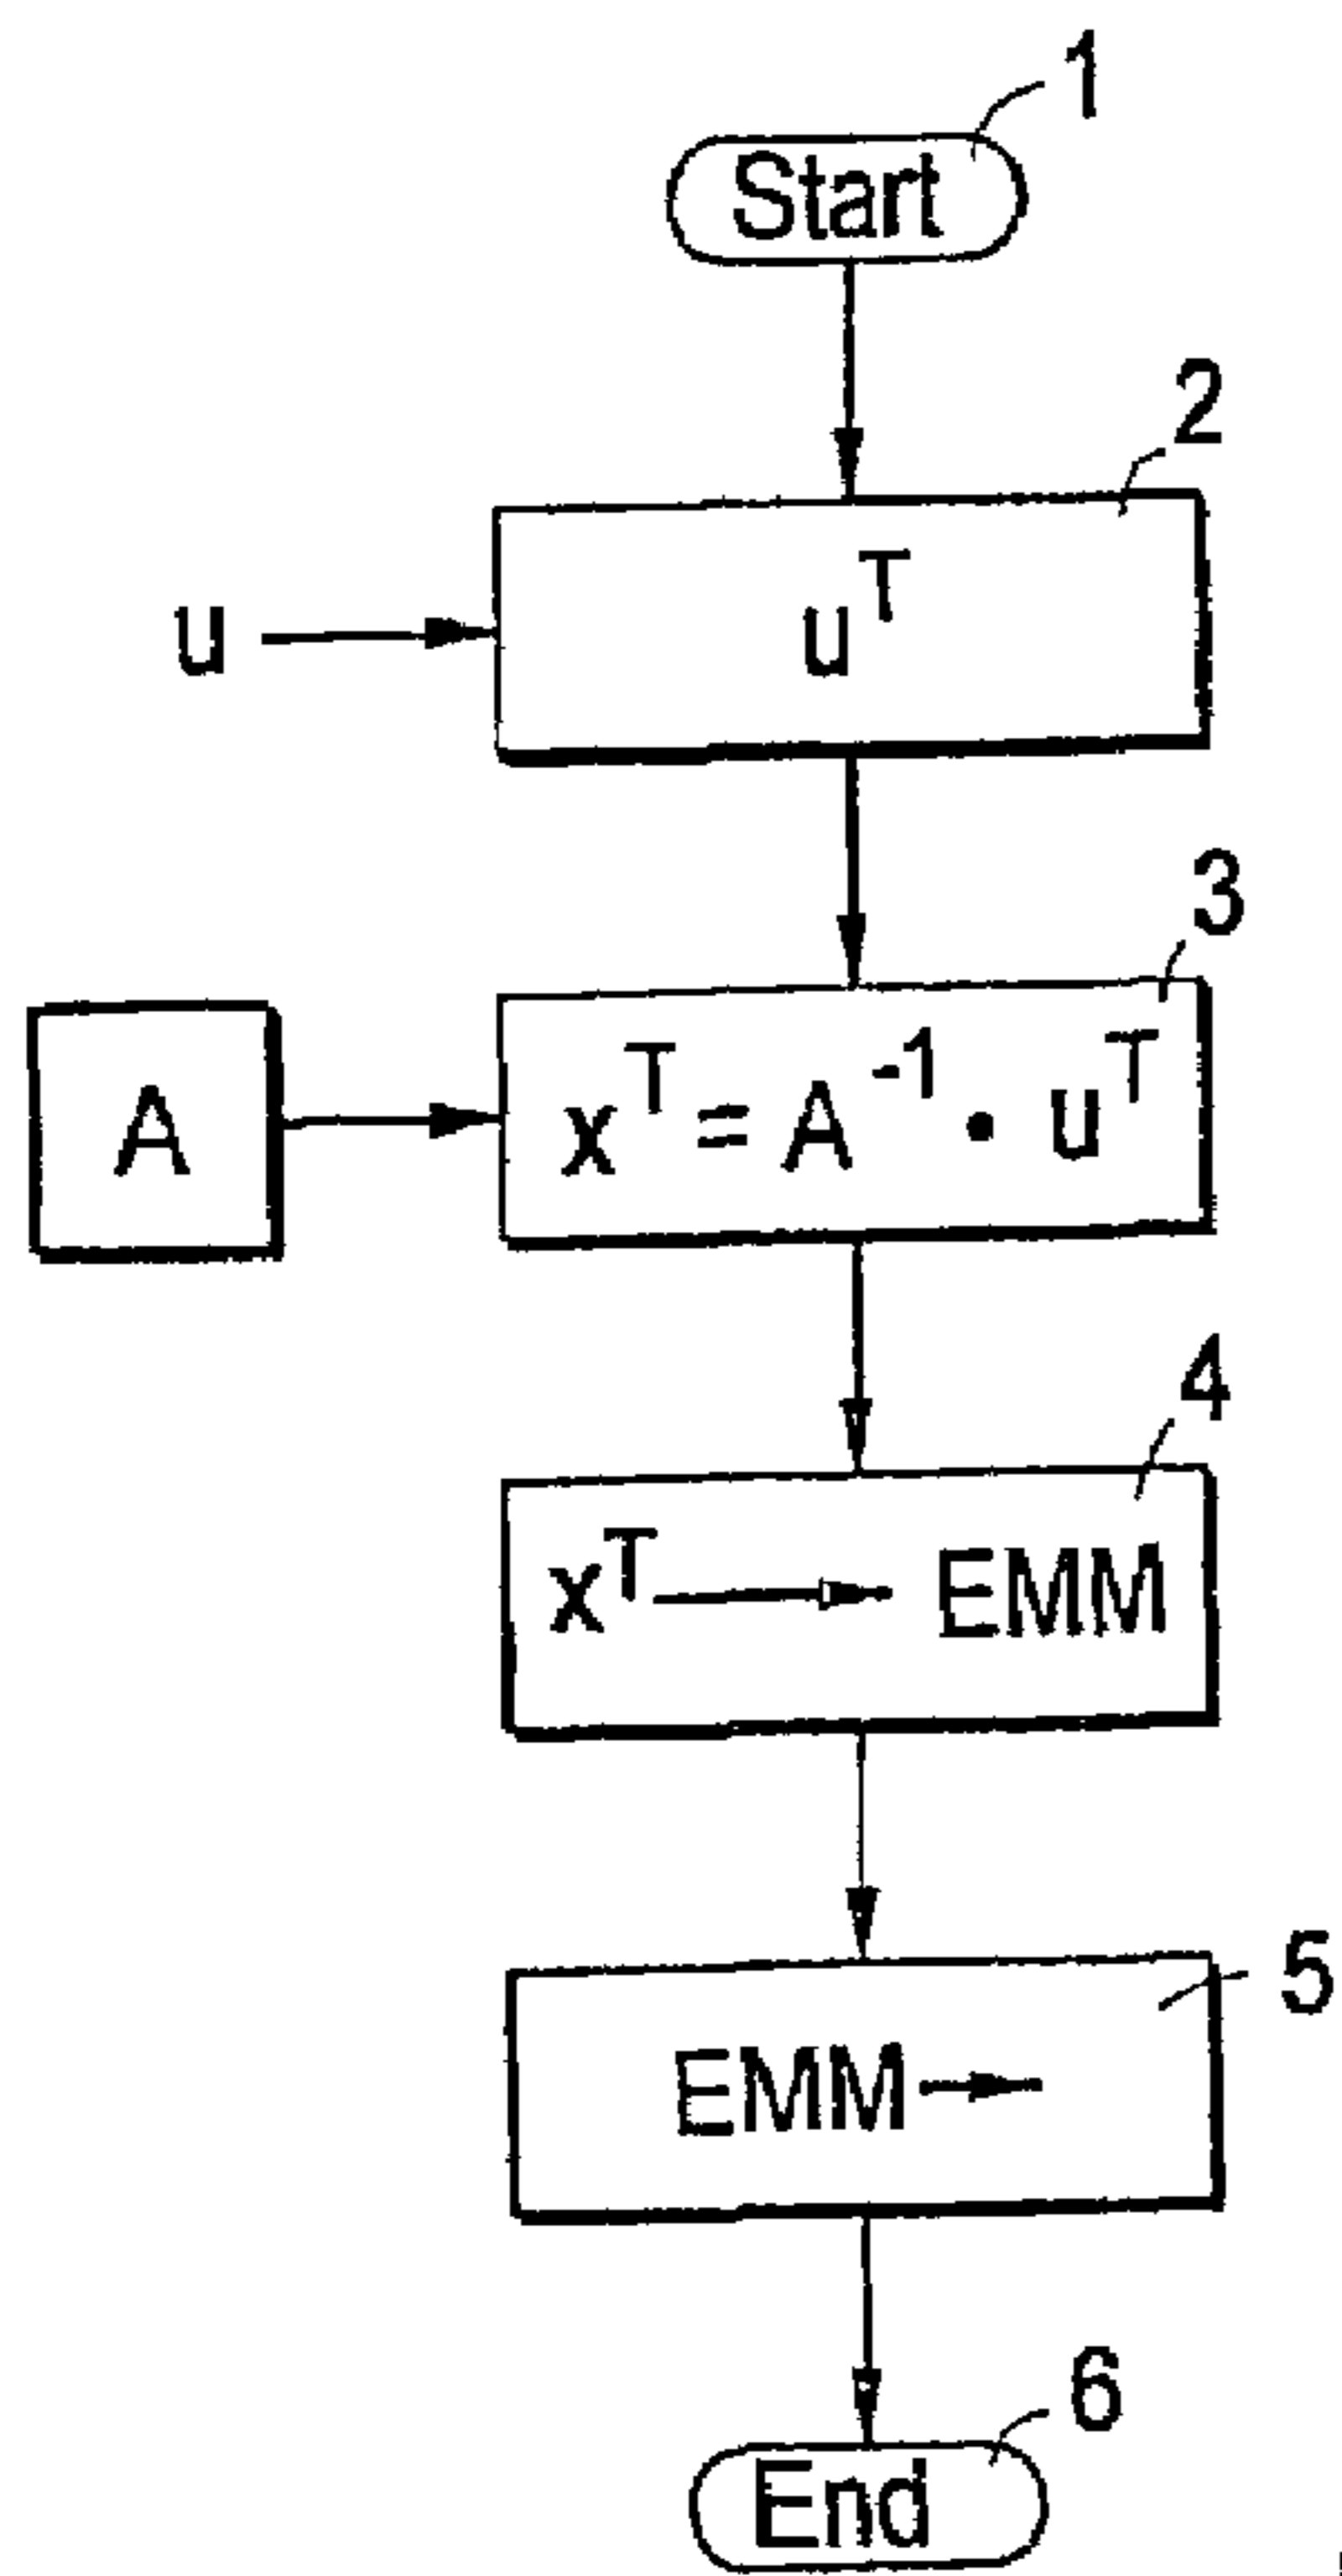 1
Start
2
u
u^T
3
A
x^T = A^-1 • u^T
4
x^T → EMM
5
EMM →
6
End